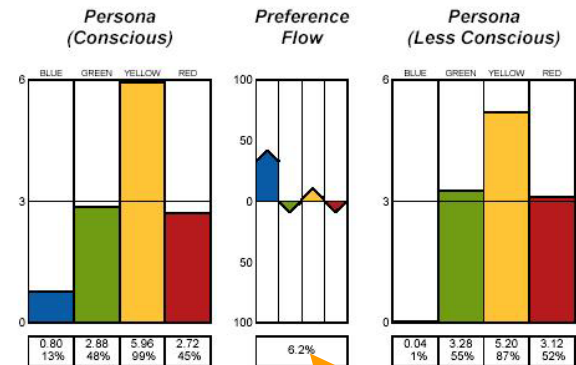 Persona
(Conscious)
BLUE GREEN YELLOW RED
6
3
0
0.80 2.88 5.96 2.72
13% 48% 99% 45%
Preference
Flow
100
50
0
50
100
6.2%
Persona
(Less Conscious)
BLUE GREEN YELLOW RED
6
3
0
0.04 3.28 5.20 3.12
1% 55% 87% 52%